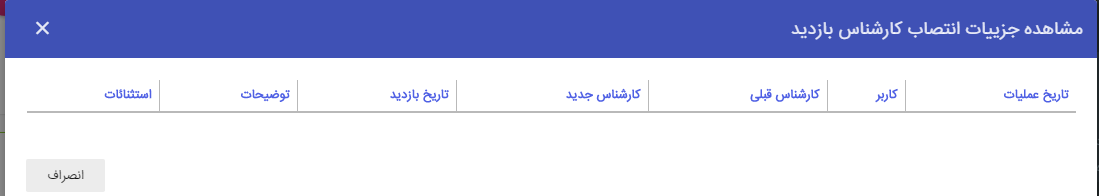 مشاهده جزییات انتصاب کارشناس بازدید
تاریخ عملیات کاربر کارشناس قبلی کارشناس جدید تاریخ بازدید توضیحات استثنائات
انصراف